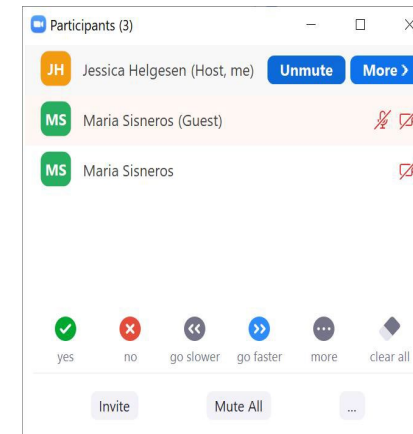 Participants (3)
JH Jessica Helgesen (Host, me) Unmute More >
MS Maria Sisneros (Guest)
MS Maria Sisneros
yes no go slower go faster more clear all
Invite Mute All ...